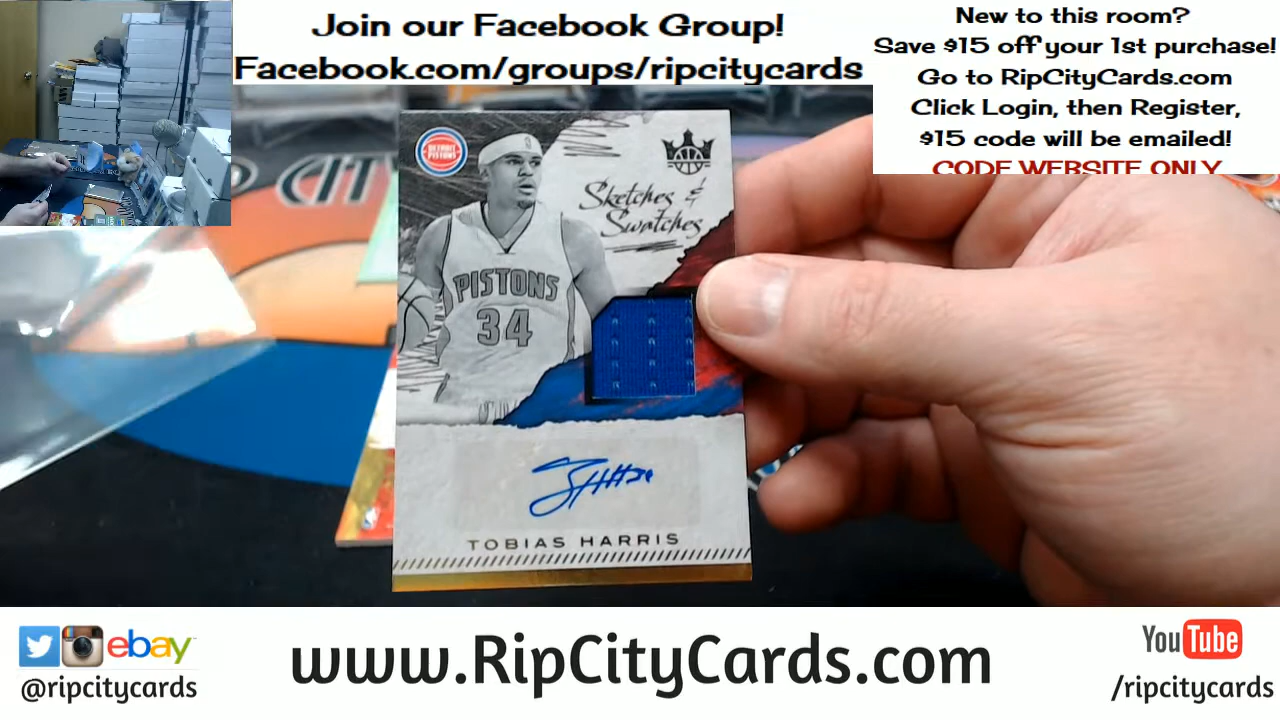 Join our Facebook Group!
Facebook.com/groups/ripcitycards
New to this room?
Save $15 off your 1st purchase!
Go to RipCityCards.com
Click Login, then Register,
$15 code will be emailed!
CODE WEBSITE ONLY
CIT
DETROIT
PISTONS
Sketches &
Swatches
PISTONS
34
TOBIAS HARRIS
ebay
@ripcitycards
www.RipCityCards.com
YouTube
/ripcitycards